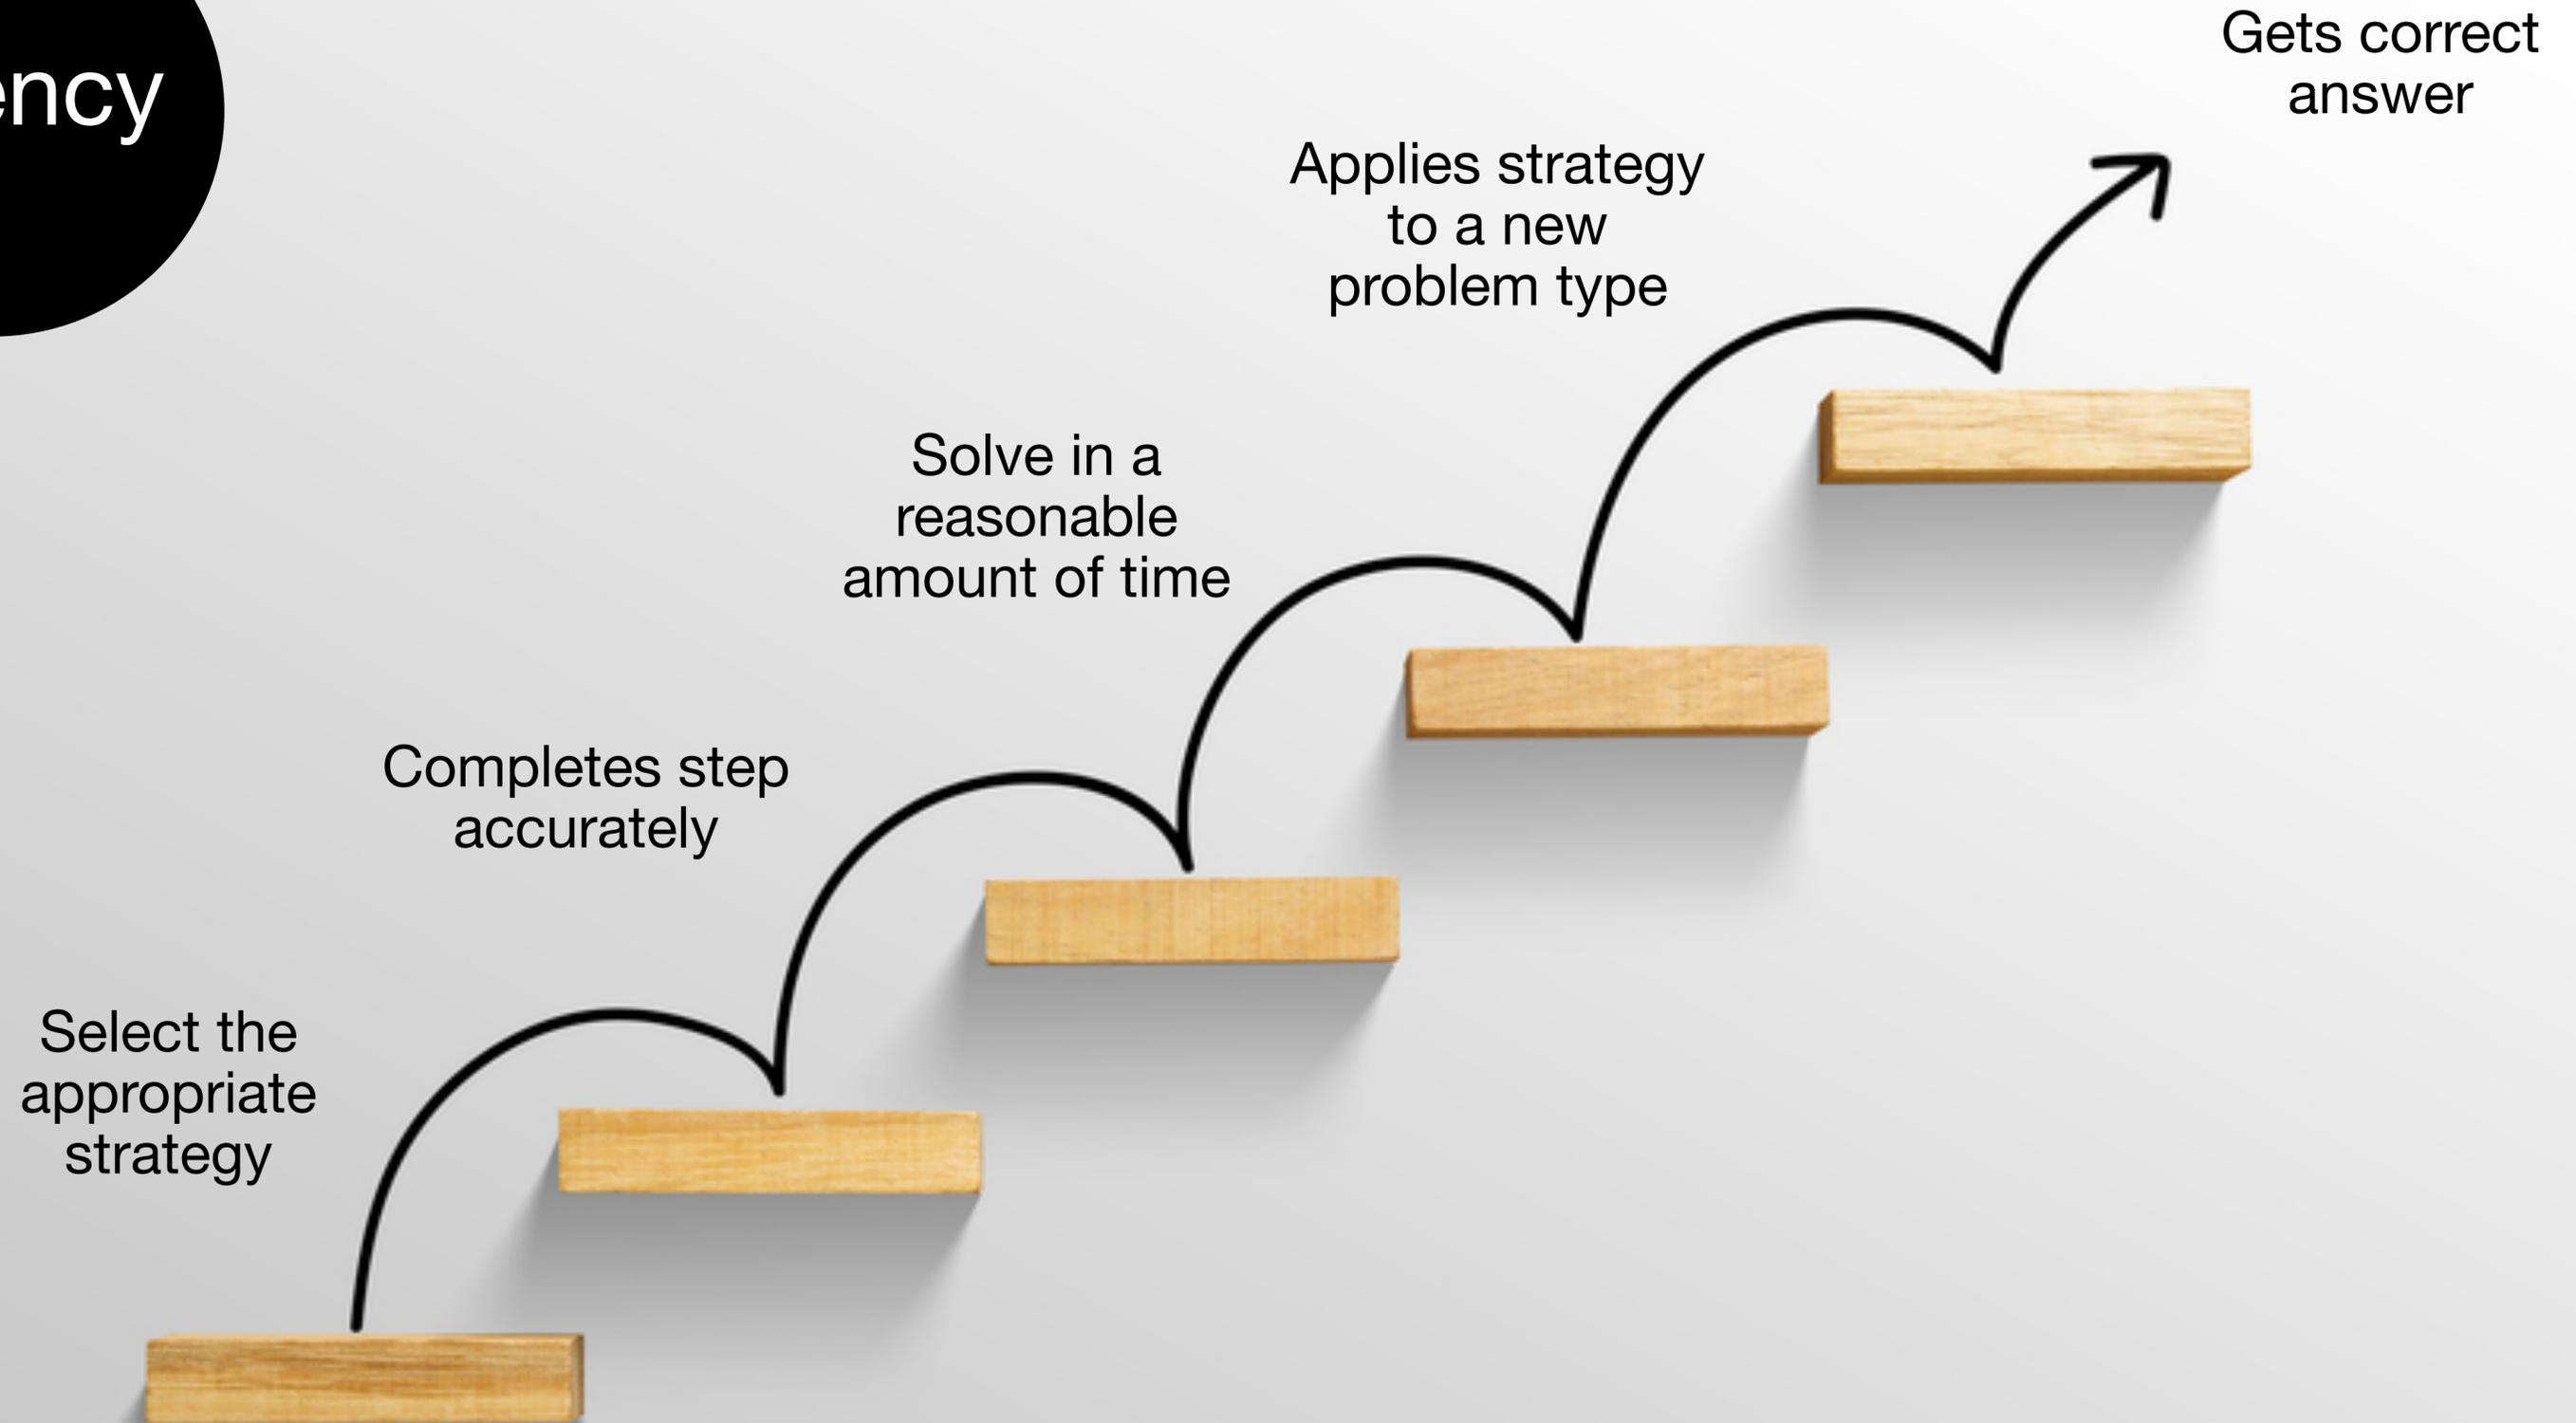 ency
Gets correct
answer
Applies strategy
to a new
problem type
Solve in a
reasonable
amount of time
Completes step
accurately
Select the
appropriate
strategy